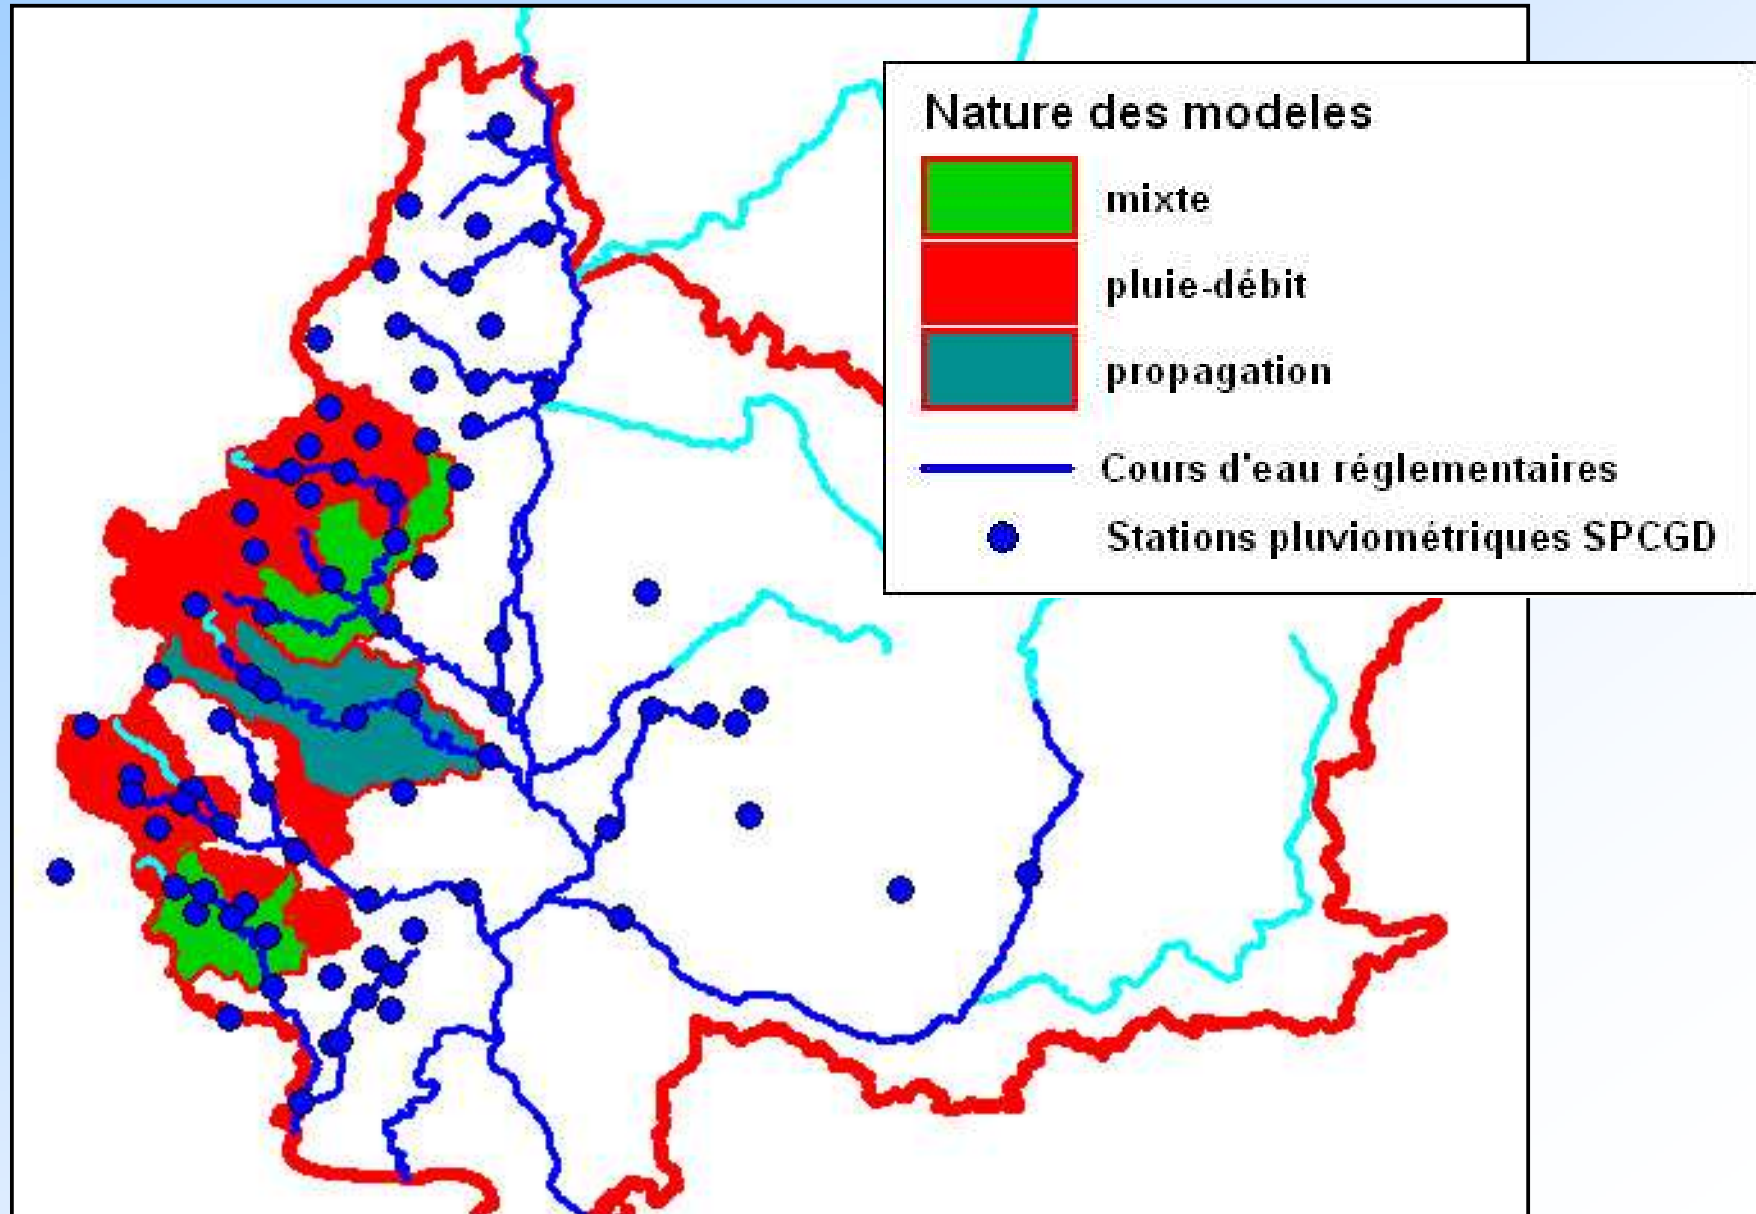 Nature des modeles
mixte
pluie-débit
propagation
Cours d'eau réglementaires
Stations pluviométriques SPCGD